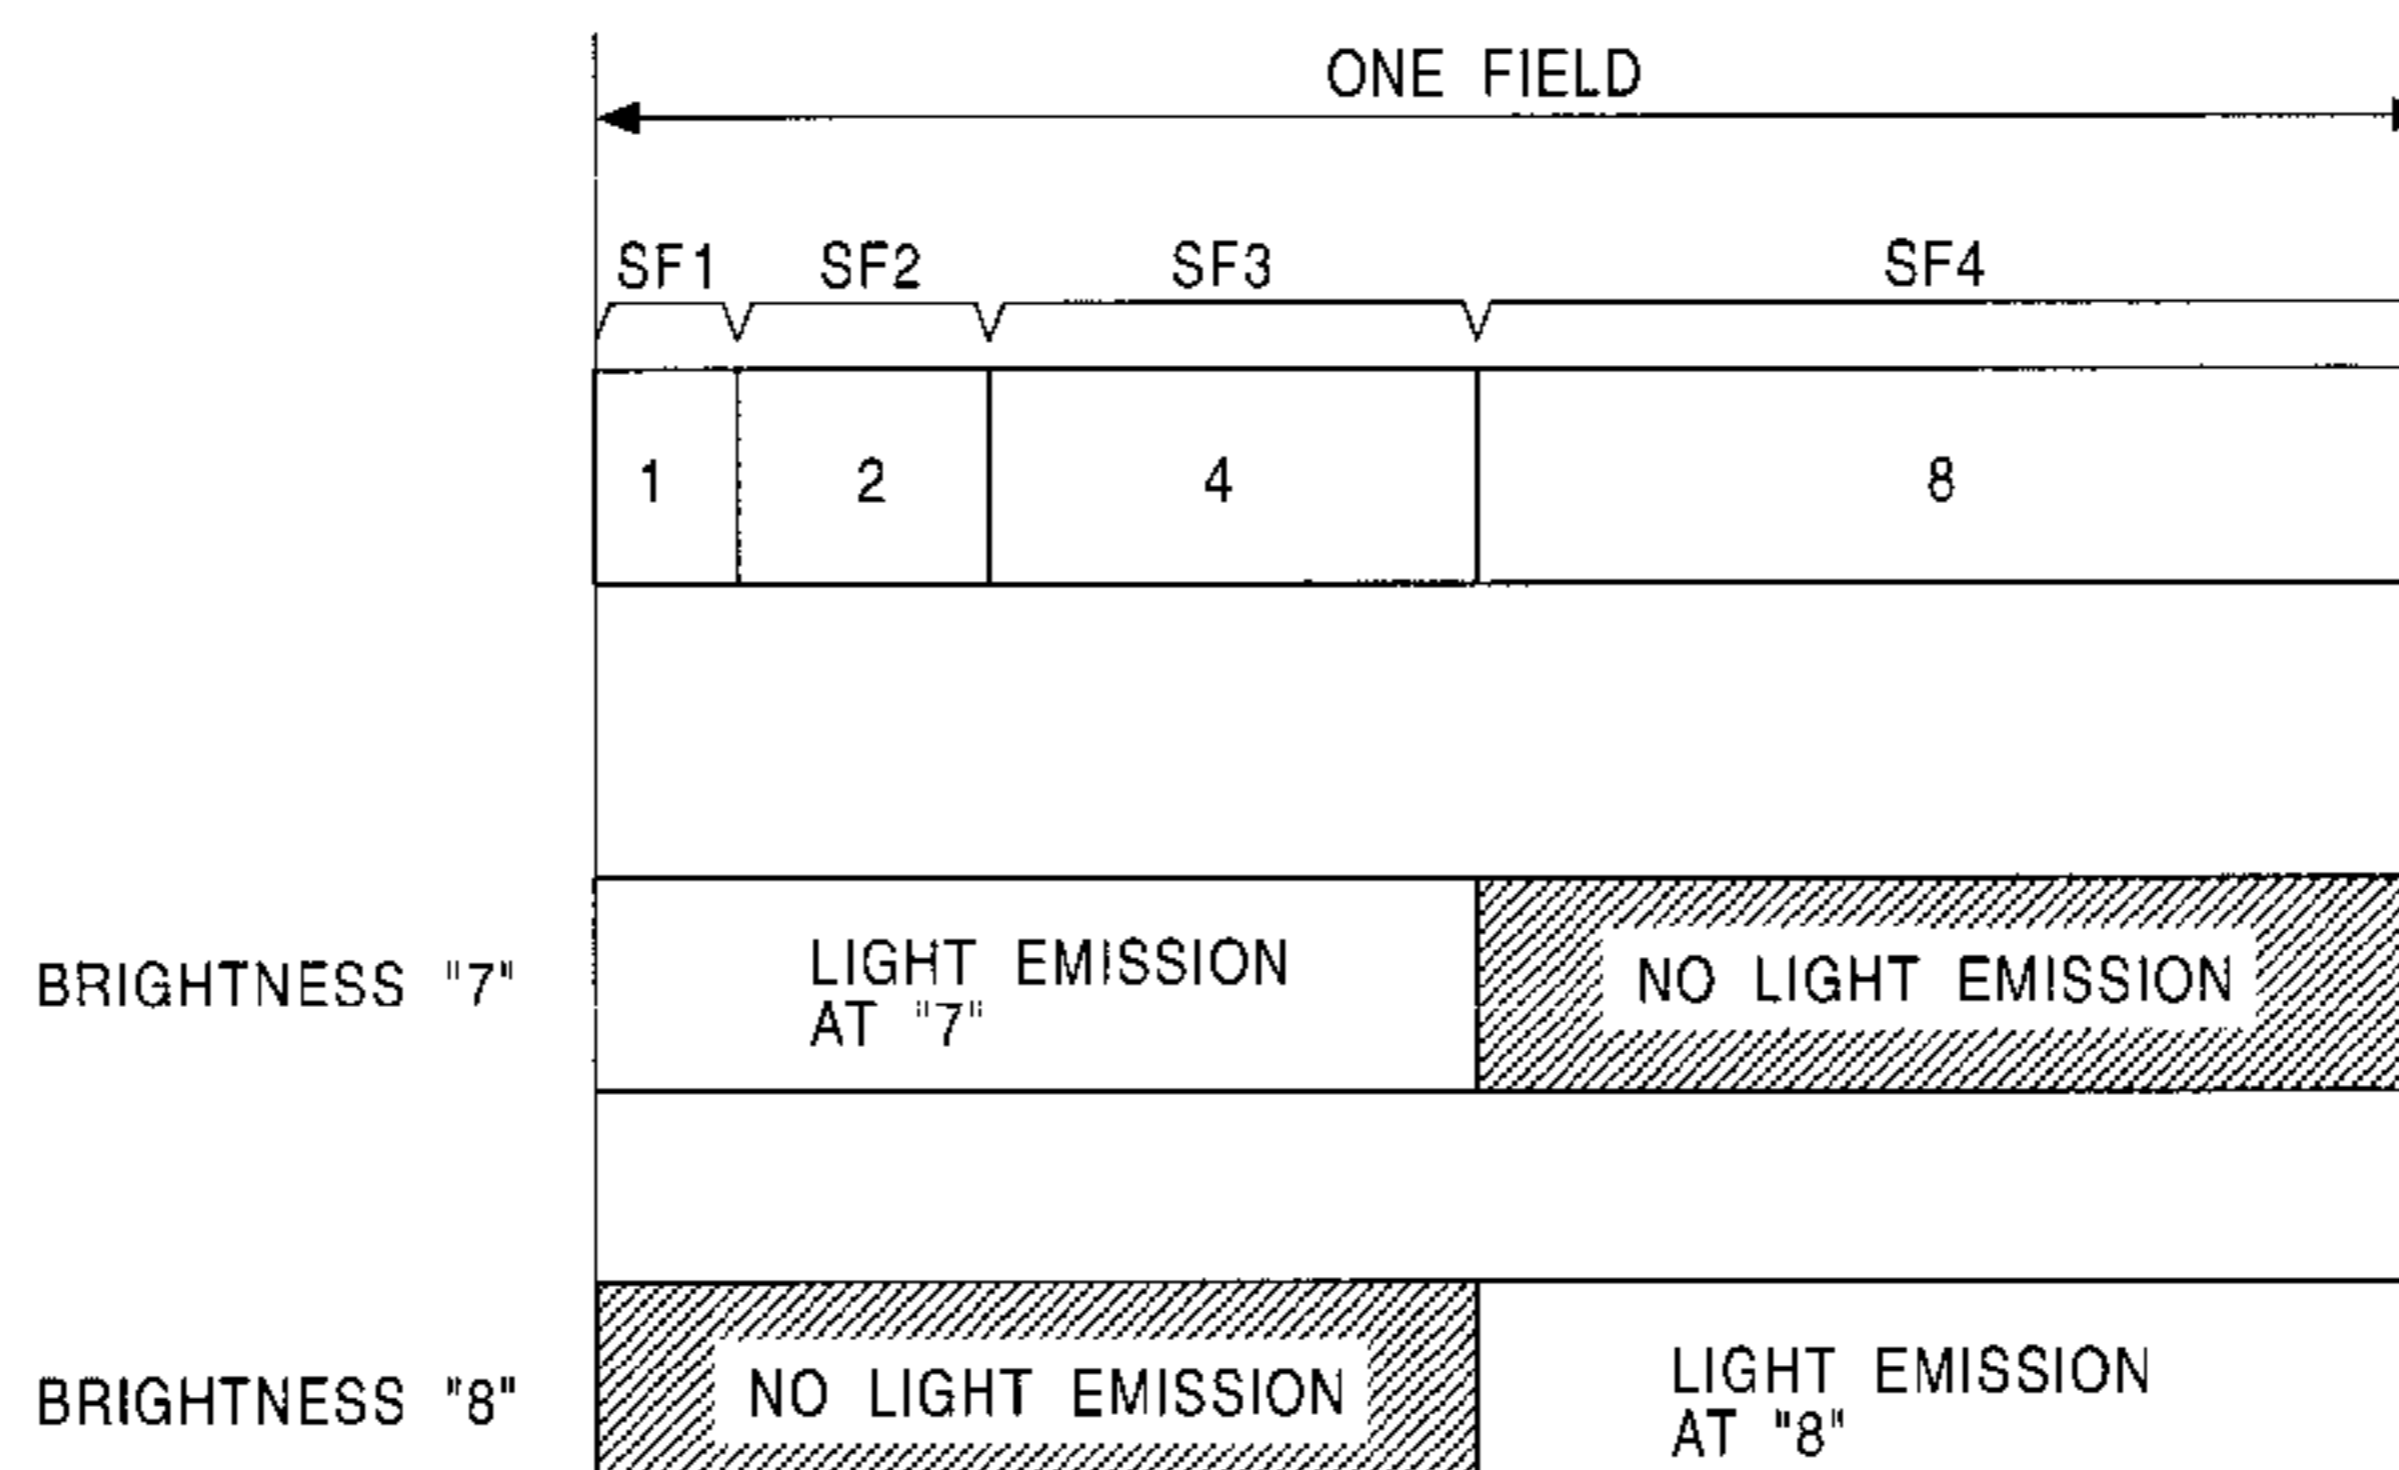 ONE FIELD
SF1 SF2 SF3 SF4
1 2 4 8
BRIGHTNESS "7"
LIGHT EMISSION
AT "7"
NO LIGHT EMISSION
BRIGHTNESS "8"
NO LIGHT EMISSION
LIGHT EMISSION
AT "8"